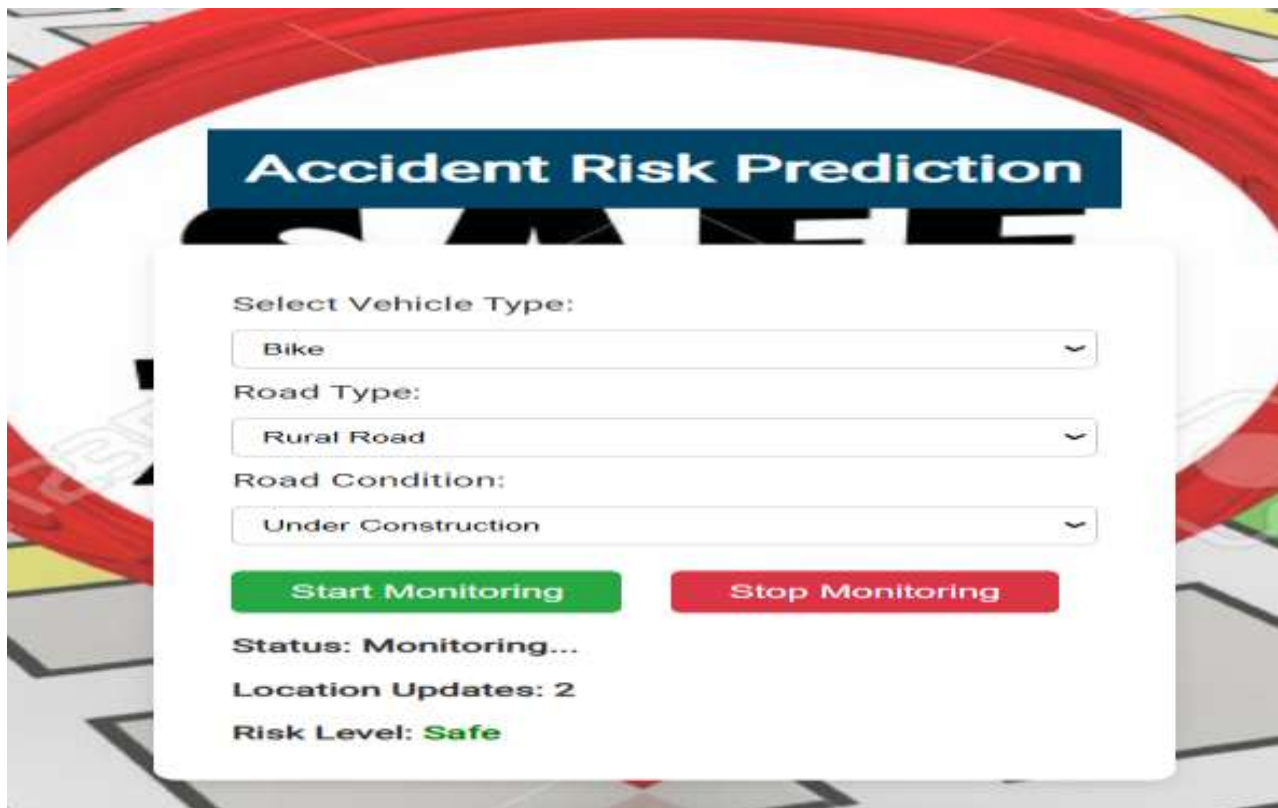 Accident Risk Prediction
SAFE
Select Vehicle Type:
Bike
Road Type:
Rural Road
Road Condition:
Under Construction
Start Monitoring Stop Monitoring
Status: Monitoring...
Location Updates: 2
Risk Level: Safe